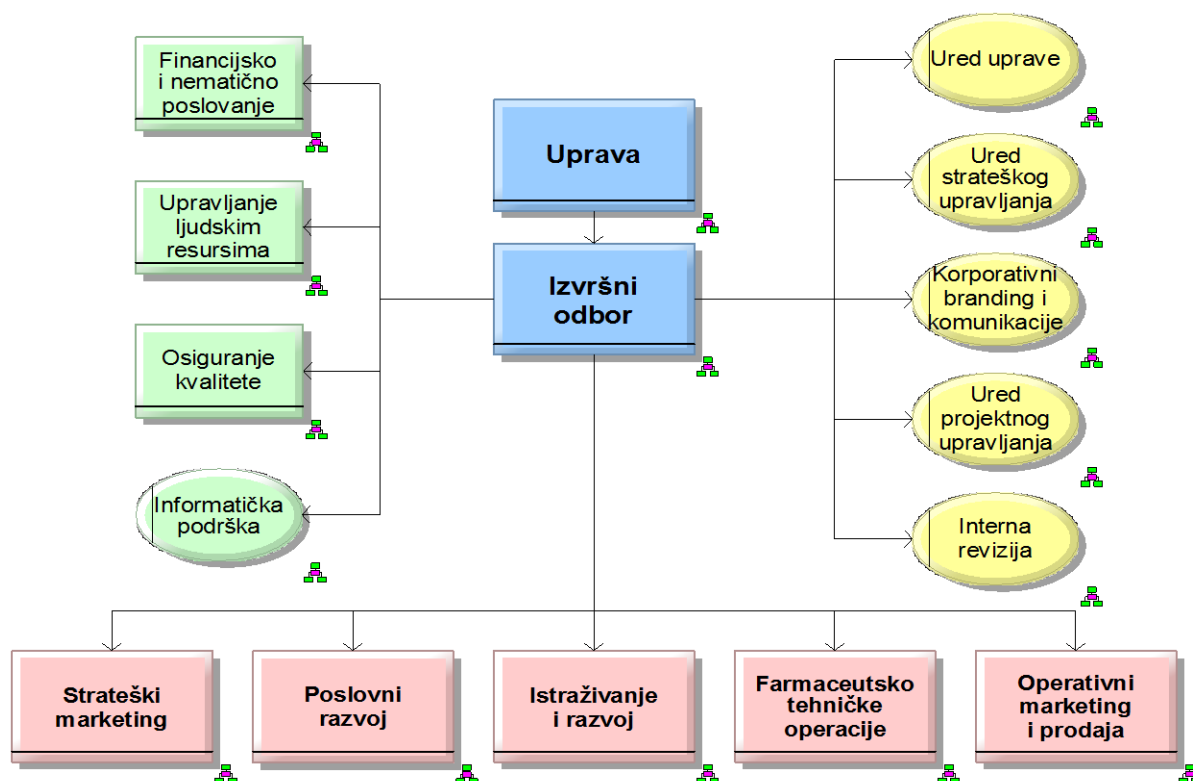 Financijsko
i nematično
poslovanje
Upravljanje
ljudskim
resursima
Osiguranje
kvalitete
Informatička
podrška
Uprava
Izvršni
odbor
Ured uprave
Ured
strateškog
upravljanja
Korporativni
branding i
komunikacije
Ured
projektnog
upravljanja
Interna
revizija
Strateški
marketing
Poslovni
razvoj
Istraživanje
i razvoj
Farmaceutsko
tehničke
operacije
Operativni
marketing
i prodaja